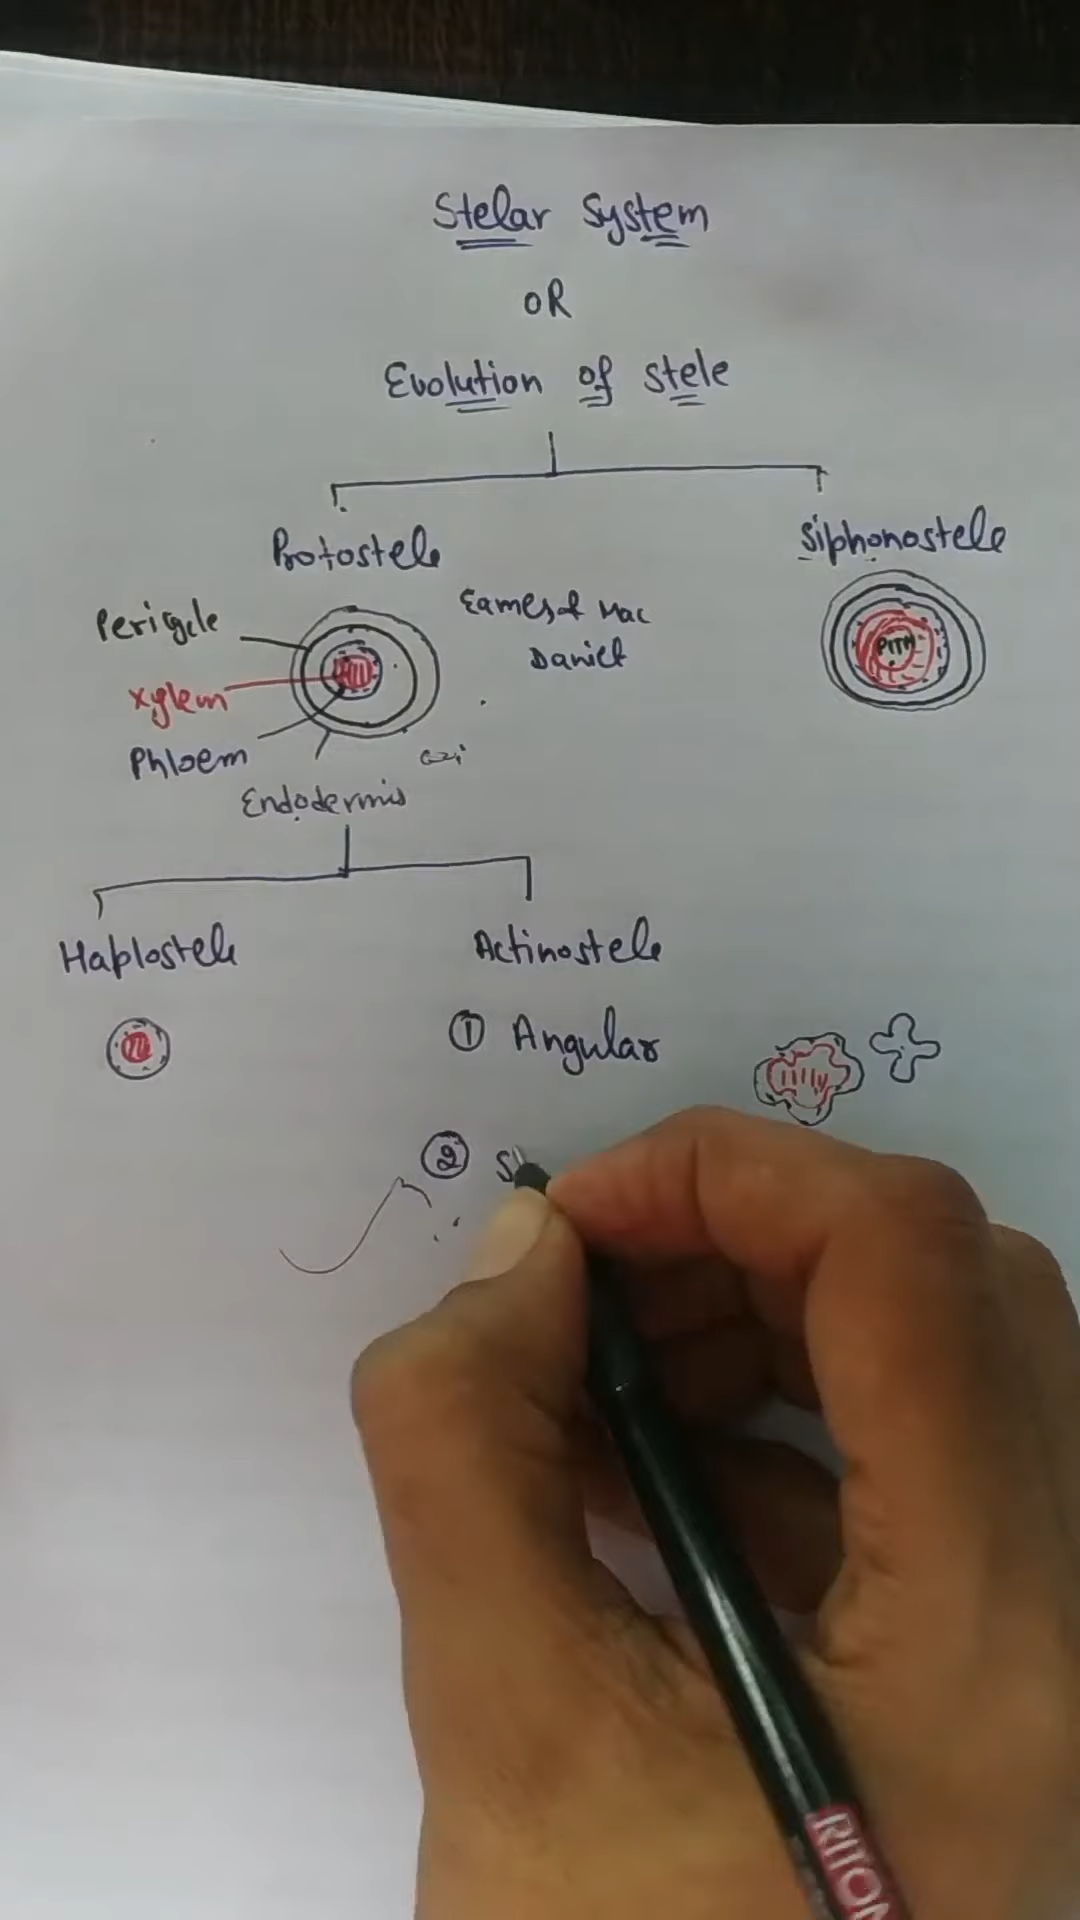 Stelar System
OR
Evolution of stele
Protostele
Siphonostele
Eames & Mac
Daniel
Pericycle
PITH
xylem
Phloem
Endodermis
Haplostele
Actinostele
① Angular
② S
RITON